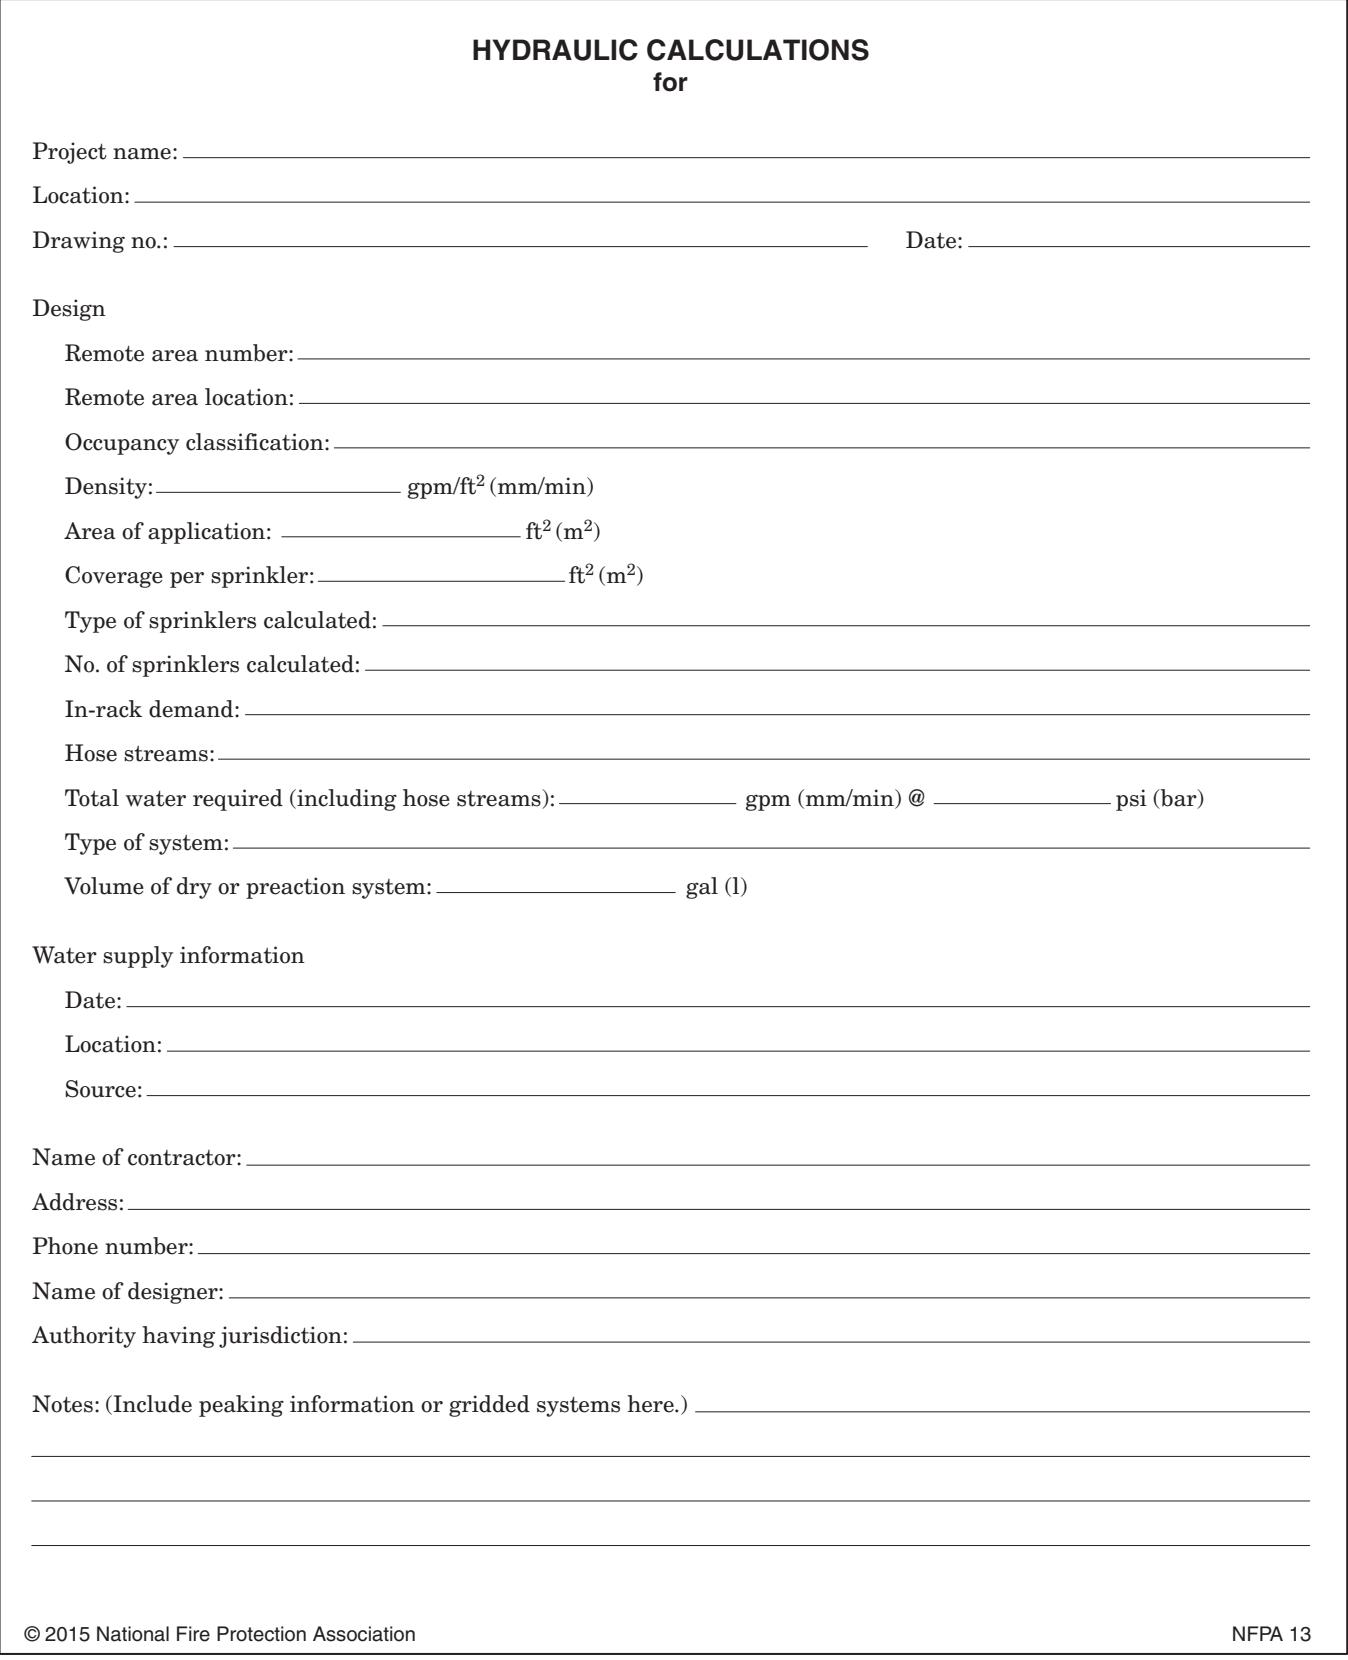 HYDRAULIC CALCULATIONS
for
Project name:
Location:
Drawing no.: Date:
Design
Remote area number:
Remote area location:
Occupancy classification:
Density: gpm/ft² (mm/min)
Area of application: ft² (m²)
Coverage per sprinkler: ft² (m²)
Type of sprinklers calculated:
No. of sprinklers calculated:
In-rack demand:
Hose streams:
Total water required (including hose streams): gpm (mm/min) @ psi (bar)
Type of system:
Volume of dry or preaction system: gal (l)
Water supply information
Date:
Location:
Source:
Name of contractor:
Address:
Phone number:
Name of designer:
Authority having jurisdiction:
Notes: (Include peaking information or gridded systems here.)
© 2015 National Fire Protection Association NFPA 13